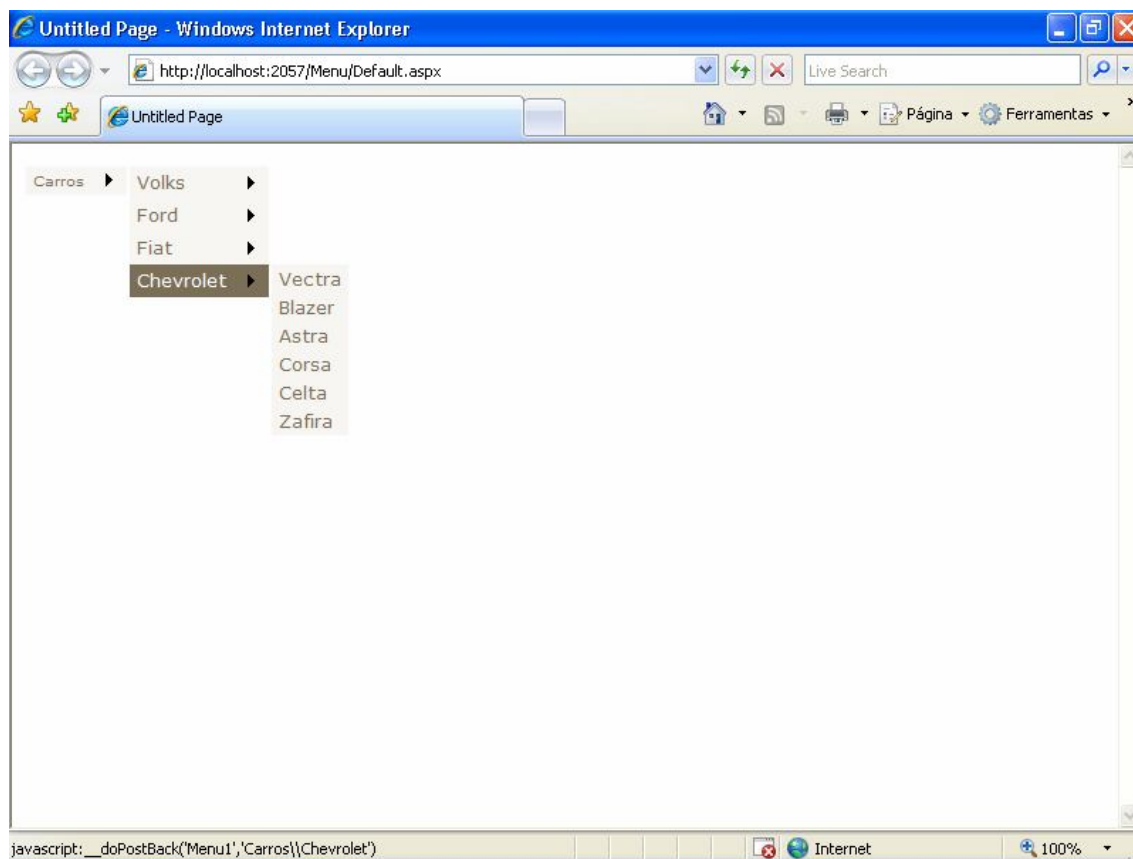 Untitled Page - Windows Internet Explorer
http://localhost:2057/Menu/Default.aspx
Live Search
Untitled Page
Página
Ferramentas
Carros
Volks
Ford
Fiat
Chevrolet
Vectra
Blazer
Astra
Corsa
Celta
Zafira
javascript:__doPostBack('Menu1','Carros\\Chevrolet')
Internet
100%